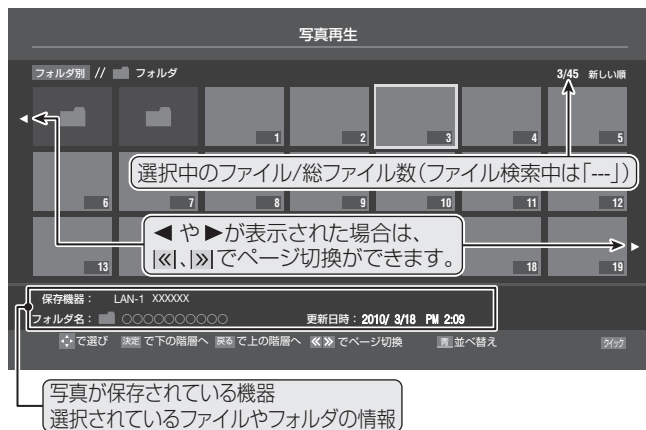 写真再生
フォルダ別 // フォルダ 3/45 新しい順
1 2 3 4 5
選択中のファイル/総ファイル数(ファイル検索中は「---」)
6 7 8 9 10 11 12
◀ や ▶が表示された場合は、
|≪|、|≫|でページ切換ができます。
13 18 19
保存機器: LAN-1 XXXXXX
フォルダ名: ○○○○○○○○○○ 更新日時:2010/ 3/18 PM 2:09
で選び 決定 で下の階層へ 戻る で上の階層へ ≪≫ でページ切換 青 並べ替え クイック
写真が保存されている機器
選択されているファイルやフォルダの情報